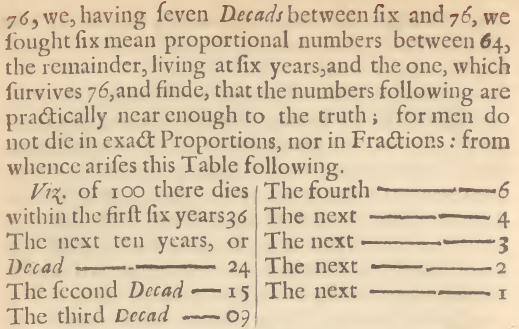 76, we, having ſeven Decads between ſix and 76, we
ſought ſix mean proportional numbers between 64,
the remainder, living at ſix years, and the one, which
ſurvives 76, and finde, that the numbers following are
practically near enough to the truth; for men do
not die in exact Proportions, nor in Fractions: from
whence ariſes this Table following.
Viz. of 100 there dies
within the firſt ſix years 36
The next ten years, or
Decad —— 24
The ſecond Decad — 15
The third Decad — 09
The fourth —— 6
The next —— 4
The next —— 3
The next —— 2
The next —— 1